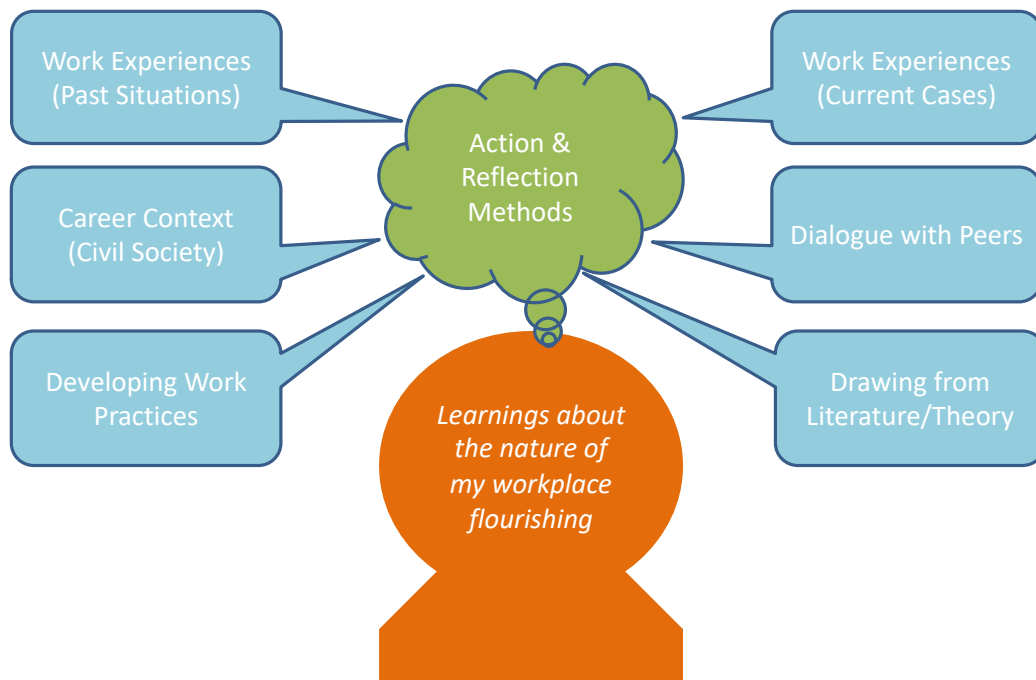 Work Experiences
(Past Situations)
Work Experiences
(Current Cases)
Action &
Reflection
Methods
Career Context
(Civil Society)
Dialogue with Peers
Developing Work
Practices
Drawing from
Literature/Theory
Learnings about
the nature of
my workplace
flourishing